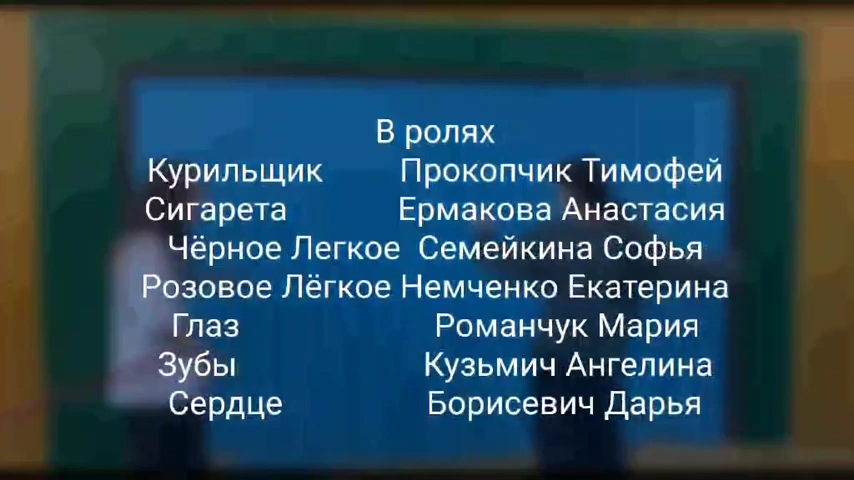 В ролях
Курильщик Прокопчик Тимофей
Сигарета Ермакова Анастасия
Чёрное Легкое Семейкина Софья
Розовое Лёгкое Немченко Екатерина
Глаз Романчук Мария
Зубы Кузьмич Ангелина
Сердце Борисевич Дарья